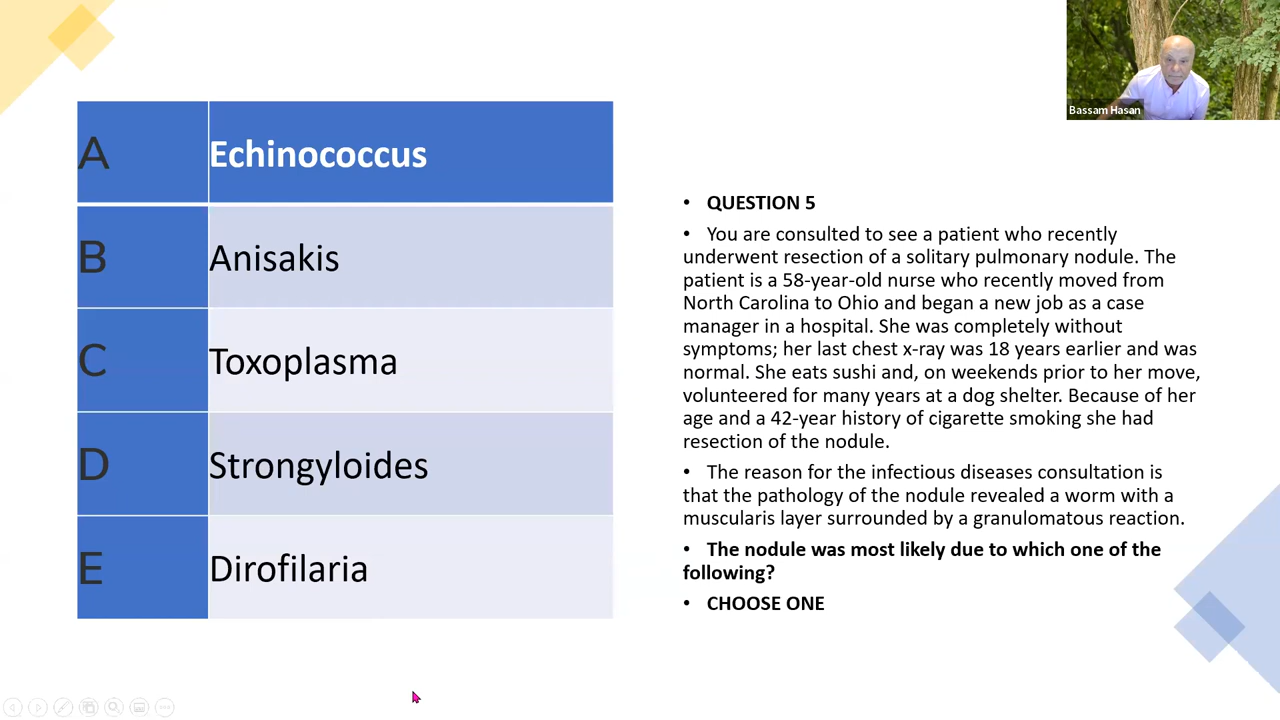 A Echinococcus
B Anisakis
C Toxoplasma
D Strongyloides
E Dirofilaria
Bassam Hasan
• QUESTION 5
• You are consulted to see a patient who recently
underwent resection of a solitary pulmonary nodule. The
patient is a 58-year-old nurse who recently moved from
North Carolina to Ohio and began a new job as a case
manager in a hospital. She was completely without
symptoms; her last chest x-ray was 18 years earlier and was
normal. She eats sushi and, on weekends prior to her move,
volunteered for many years at a dog shelter. Because of her
age and a 42-year history of cigarette smoking she had
resection of the nodule.
• The reason for the infectious diseases consultation is
that the pathology of the nodule revealed a worm with a
muscularis layer surrounded by a granulomatous reaction.
• The nodule was most likely due to which one of the
following?
• CHOOSE ONE